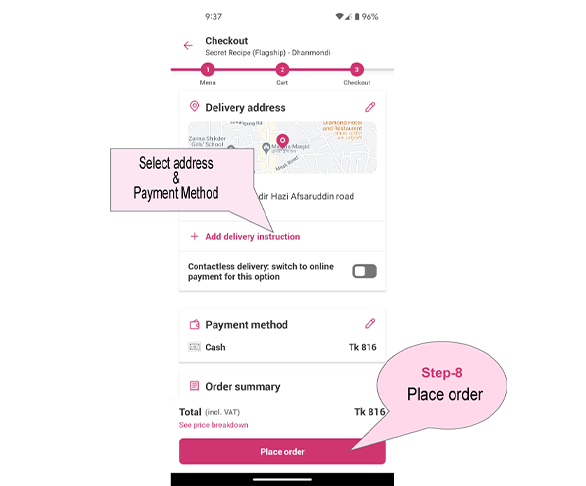 9:37
96%
Checkout
Secret Recipe (Flagship) - Dhanmondi
1
2
3
Menu
Cart
Checkout
Delivery address
Diamond Hotel
and Restaurant
Zarina Shikder
Girls' School
Masjid
Select address
&
Payment Method
dir Hazi Afsaruddin road
+ Add delivery instruction
Contactless delivery: switch to online
payment for this option
Payment method
Cash
Tk 816
Order summary
Step-8
Place order
Total (incl. VAT)
Tk 816
See price breakdown
Place order